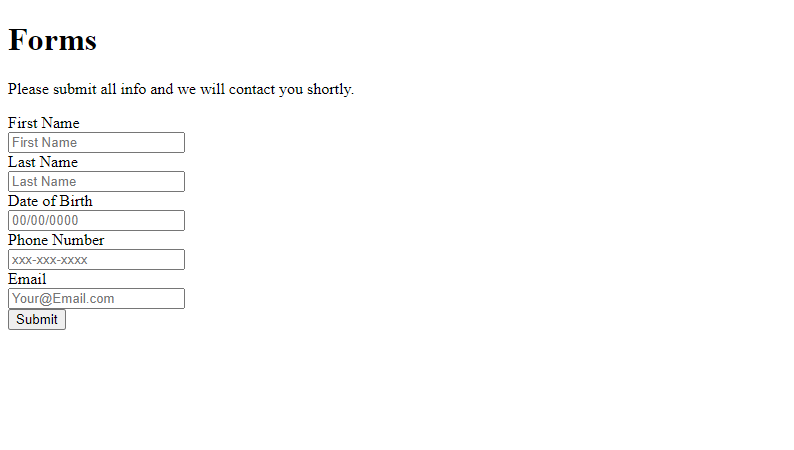 Forms
Please submit all info and we will contact you shortly.
First Name
First Name
Last Name
Last Name
Date of Birth
00/00/0000
Phone Number
xxx-xxx-xxxx
Email
Your@Email.com
Submit